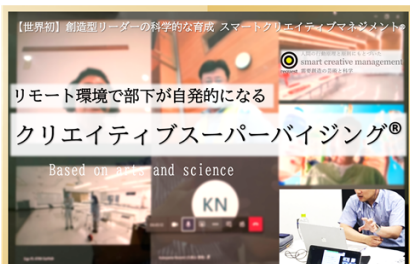 【世界初】創造型リーダーの科学的な育成 スマートクリエイティブマネジメント®
smart creative management
リモート環境で部下が自発的になる
クリエイティブスーパーバイジング®
Based on arts and science
KN